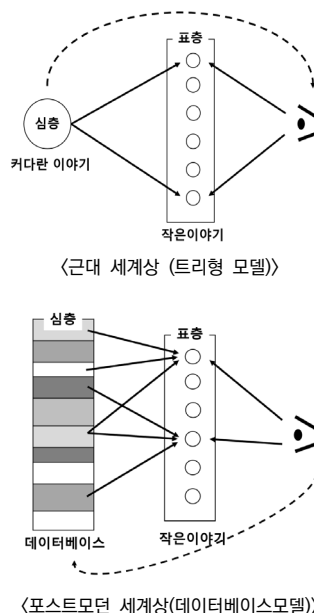 표층
심층
커다란 이야기
작은이야기
〈근대 세계상 (트리형 모델)〉
심층
표층
데이터베이스
작은이야기
〈포스트모던 세계상(데이터베이스모델)〉